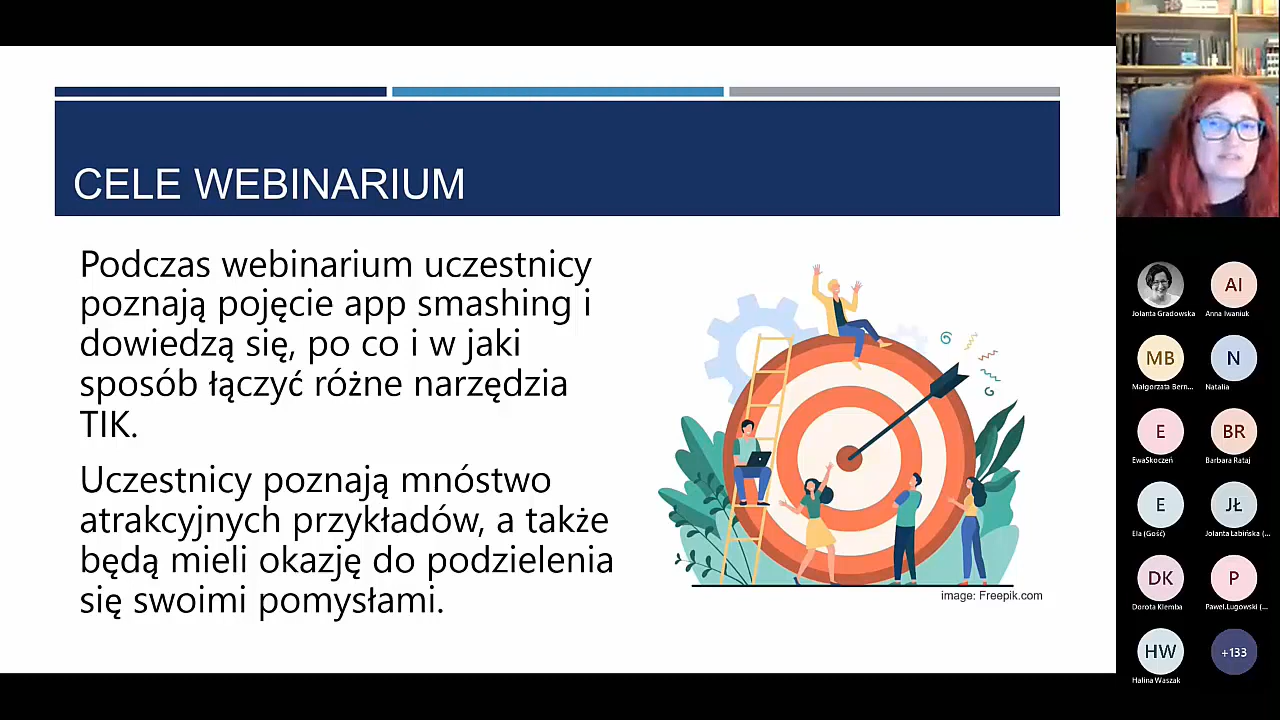 CELE WEBINARIUM
Podczas webinarium uczestnicy
poznają pojęcie app smashing i
dowiedzą się, po co i w jaki
sposób łączyć różne narzędzia
TIK.
Uczestnicy poznają mnóstwo
atrakcyjnych przykładów, a także
będą mieli okazję do podzielenia
się swoimi pomysłami.
image: Freepik.com
Jolanta Gradowska
AI
Anna Iwaniuk
MB
Małgorzata Bern...
N
Natalia
E
EwaSkoczeń
BR
Barbara Rataj
E
Ela (Gość)
JŁ
Jolanta Łabińska (...
DK
Dorota Klemba
P
Pawel.Lugowski (...
HW
Halina Waszak
+133